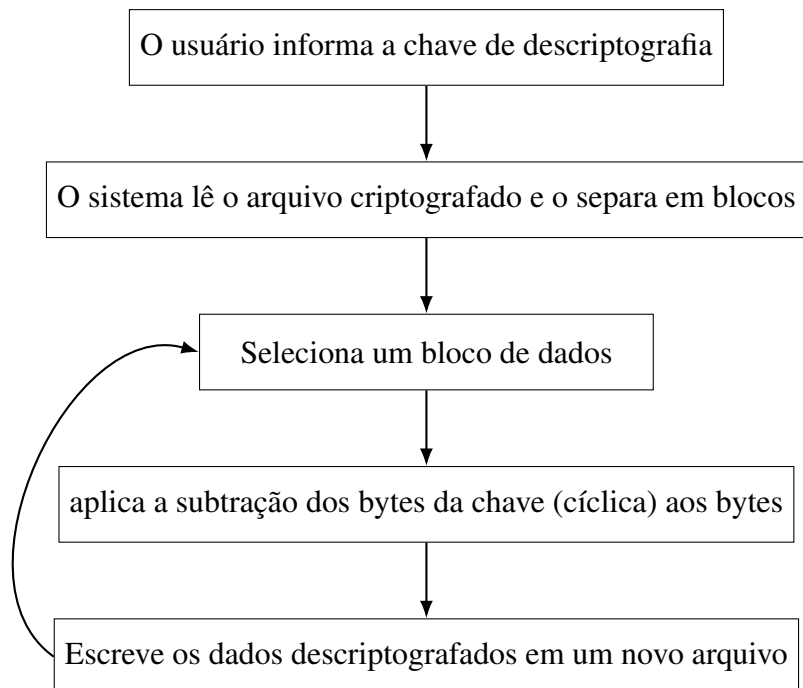 O usuário informa a chave de descriptografia
O sistema lê o arquivo criptografado e o separa em blocos
Seleciona um bloco de dados
aplica a subtração dos bytes da chave (cíclica) aos bytes
Escreve os dados descriptografados em um novo arquivo